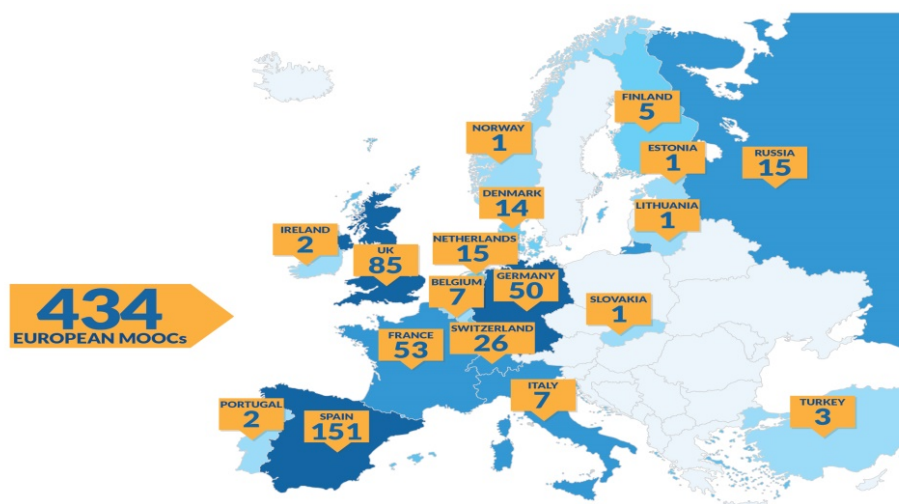 FINLAND
5
NORWAY
1
ESTONIA
1
RUSSIA
15
DENMARK
14
LITHUANIA
1
IRELAND
2
NETHERLANDS
15
UK
85
GERMANY
50
BELGIUM
7
434
EUROPEAN MOOCs
SLOVAKIA
1
FRANCE
53
SWITZERLAND
26
ITALY
7
PORTUGAL
2
SPAIN
151
TURKEY
3